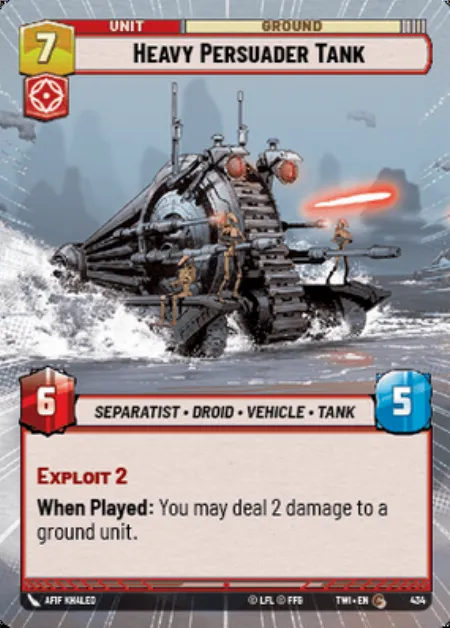 UNIT
GROUND
7
HEAVY PERSUADER TANK
6
SEPARATIST • DROID • VEHICLE • TANK
5
EXPLOIT 2
When Played: You may deal 2 damage to a
ground unit.
AFIF KHALED
© LFL © FFG
TWI • EN
C
434